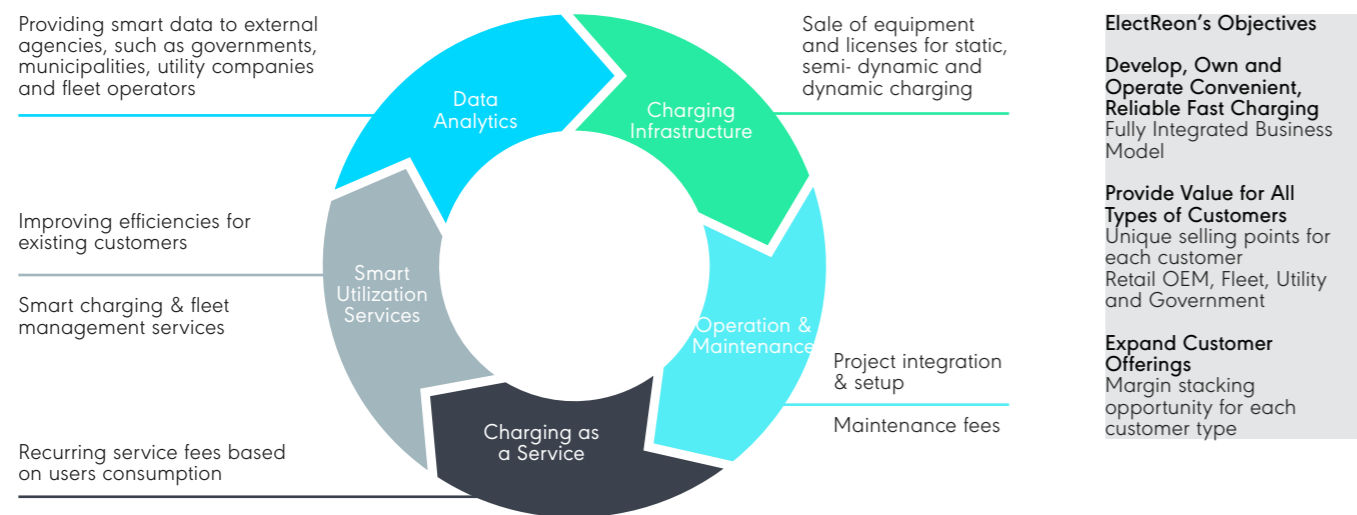 Providing smart data to external
agencies, such as governments,
municipalities, utility companies
and fleet operators
Data
Analytics
Charging
Infrastructure
Sale of equipment
and licenses for static,
semi- dynamic and
dynamic charging
Improving efficiencies for
existing customers
Smart charging & fleet
management services
Smart
Utilization
Services
Operation &
Maintenance
Project integration
& setup
Maintenance fees
Recurring service fees based
on users consumption
Charging as
a Service
ElectReon’s Objectives
Develop, Own and
Operate Convenient,
Reliable Fast Charging
Fully Integrated Business
Model
Provide Value for All
Types of Customers
Unique selling points for
each customer
Retail OEM, Fleet, Utility
and Government
Expand Customer
Offerings
Margin stacking
opportunity for each
customer type